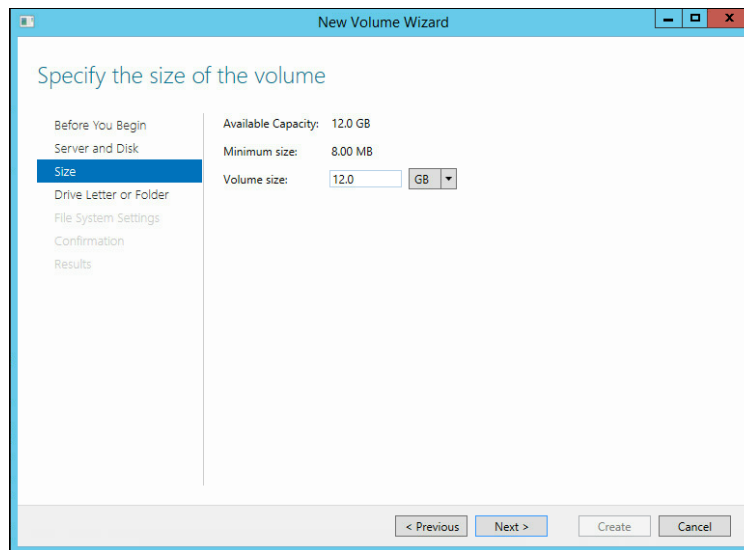 New Volume Wizard
Specify the size of the volume
Before You Begin
Server and Disk
Size
Drive Letter or Folder
File System Settings
Confirmation
Results
Available Capacity: 12.0 GB
Minimum size: 8.00 MB
Volume size: 12.0 GB
< Previous Next > Create Cancel